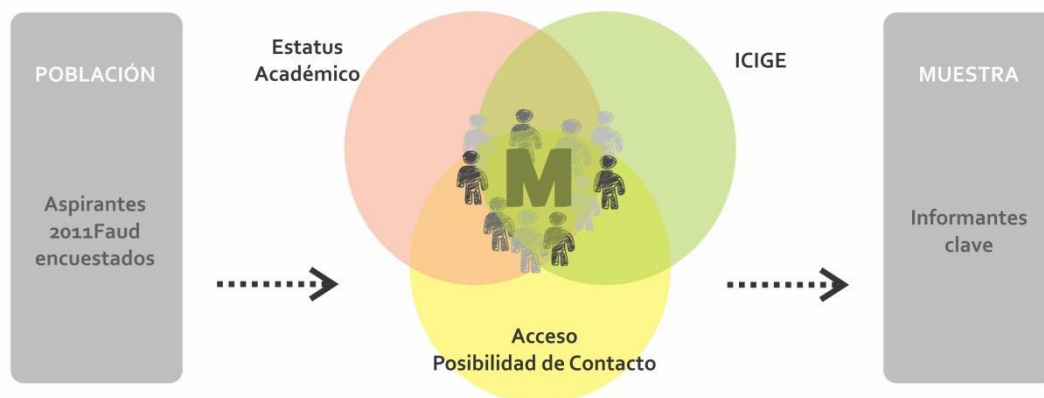 POBLACIÓN
Aspirantes
2011Faud
encuestados
Estatus
Académico
ICIGE
M
Acceso
Posibilidad de Contacto
MUESTRA
Informantes
clave